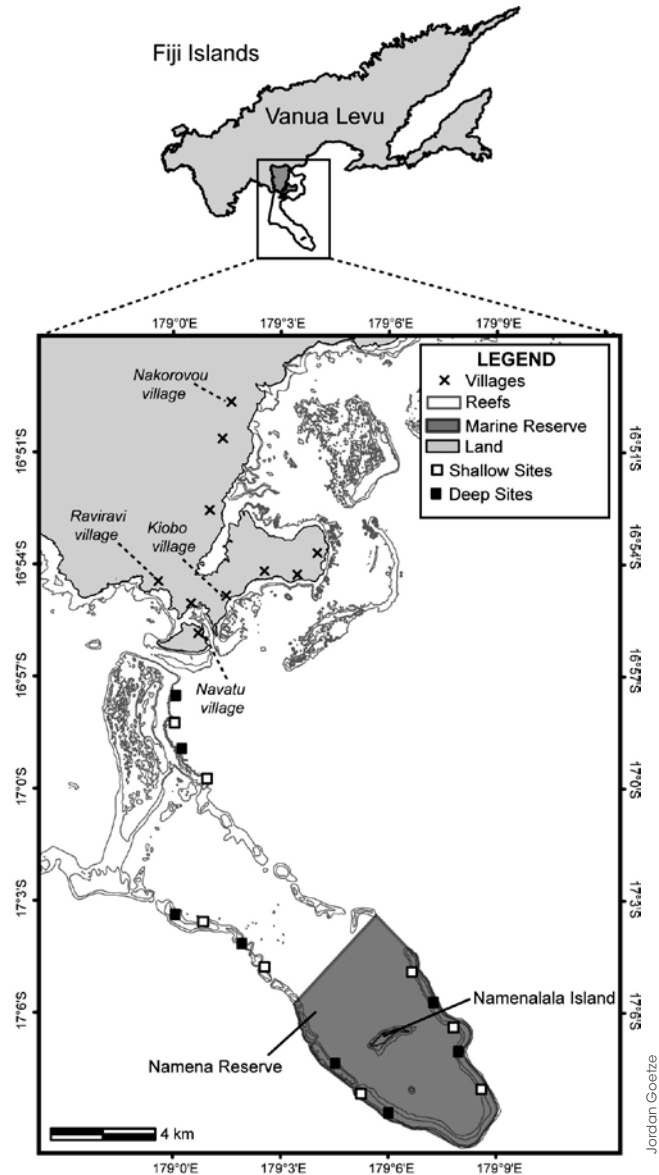 Fiji Islands
Vanua Levu
179°0'E 179°3'E 179°6'E 179°9'E
LEGEND
Villages
Reefs
Marine Reserve
Land
Shallow Sites
Deep Sites
Nakorovou
village
16°51'S 16°51'S
Raviravi
village
Kiobo
village
16°54'S 16°54'S
16°57'S 16°57'S
Navatu
village
17°0'S 17°0'S
17°3'S 17°3'S
17°6'S 17°6'S
Namenalala Island
Namena Reserve
4 km
179°0'E 179°3'E 179°6'E 179°9'E
Jordan Goetze